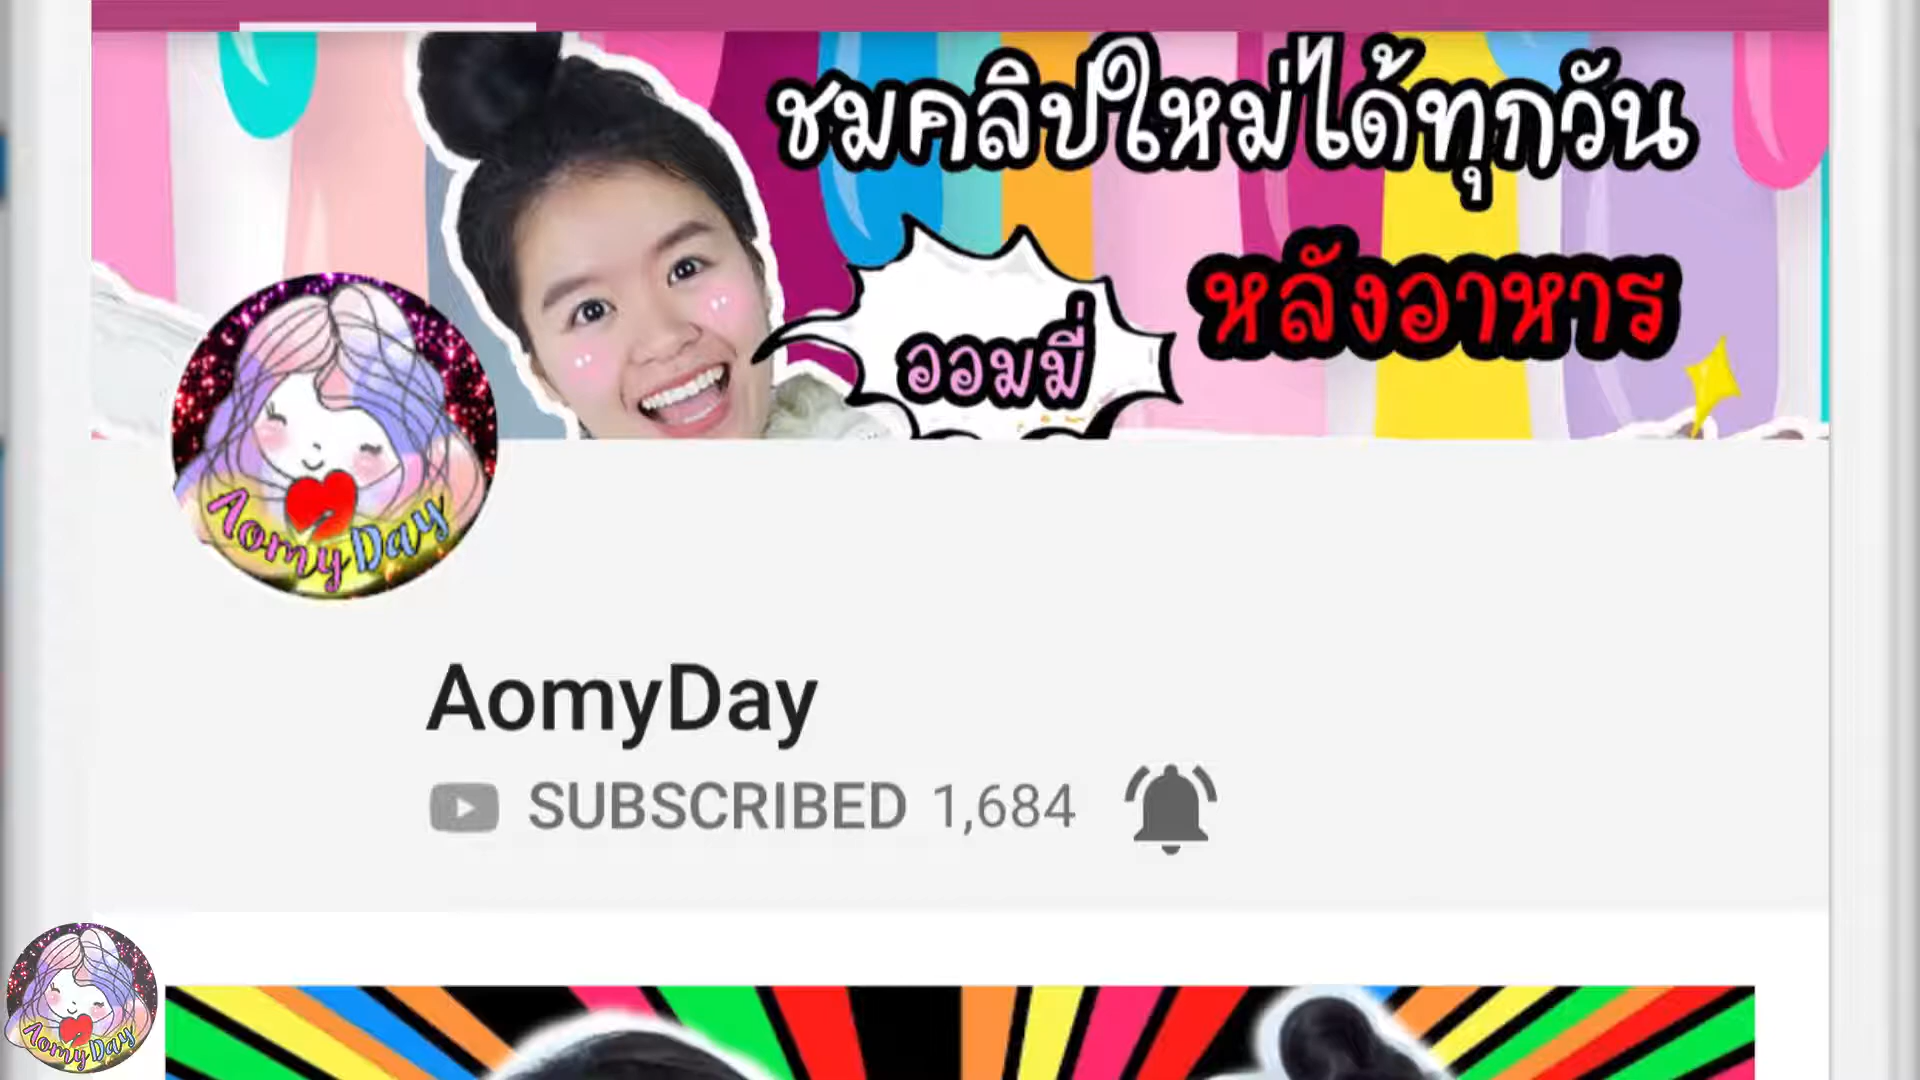 ชมคลิปใหม่ได้ทุกวัน
หลังอาหาร
ออมมี่
AomyDay
AomyDay
SUBSCRIBED 1,684
AomyDay